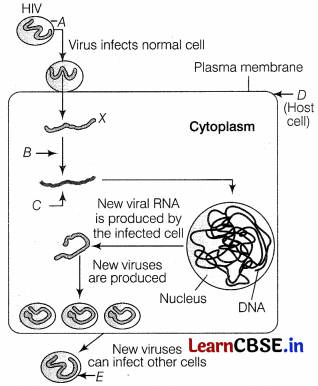 HIV
A
Virus infects normal cell
Plasma membrane
D
(Host
cell)
X
Cytoplasm
B
C
New viral RNA
is produced by
the infected cell
New viruses
are produced
Nucleus
DNA
New viruses
can infect other cells
E
LearnCBSE.in